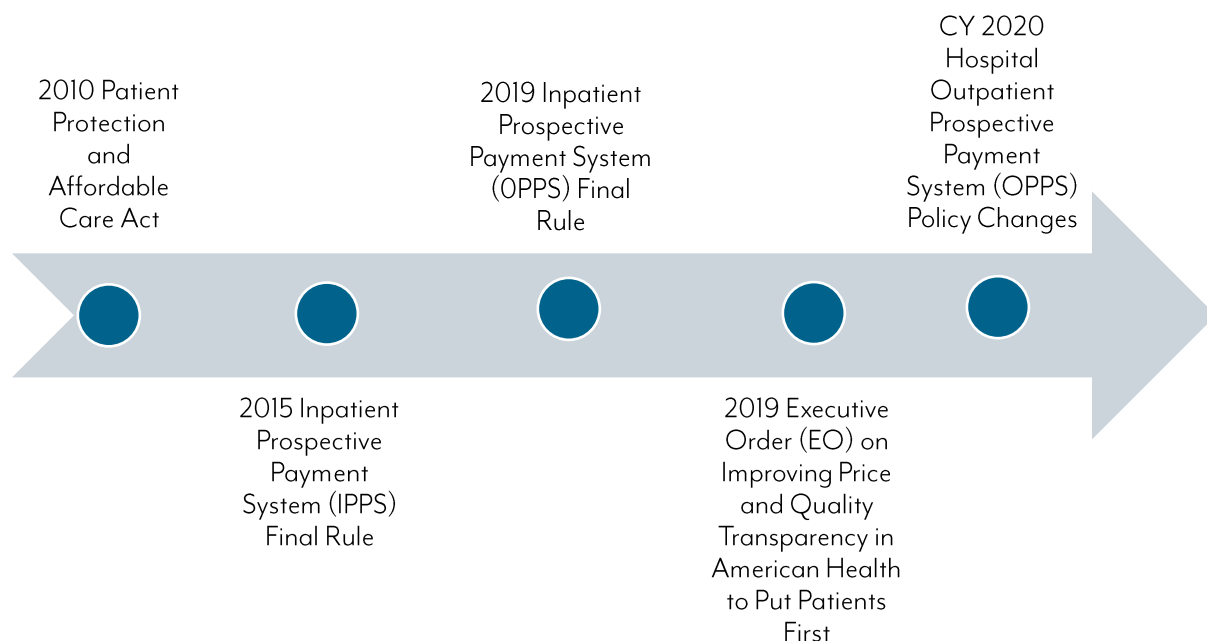 2010 Patient
Protection
and
Affordable
Care Act
2015 Inpatient
Prospective
Payment
System (IPPS)
Final Rule
2019 Inpatient
Prospective
Payment System
(0PPS) Final
Rule
2019 Executive
Order (EO) on
Improving Price
and Quality
Transparency in
American Health
to Put Patients
First
CY 2020
Hospital
Outpatient
Prospective
Payment
System (OPPS)
Policy Changes